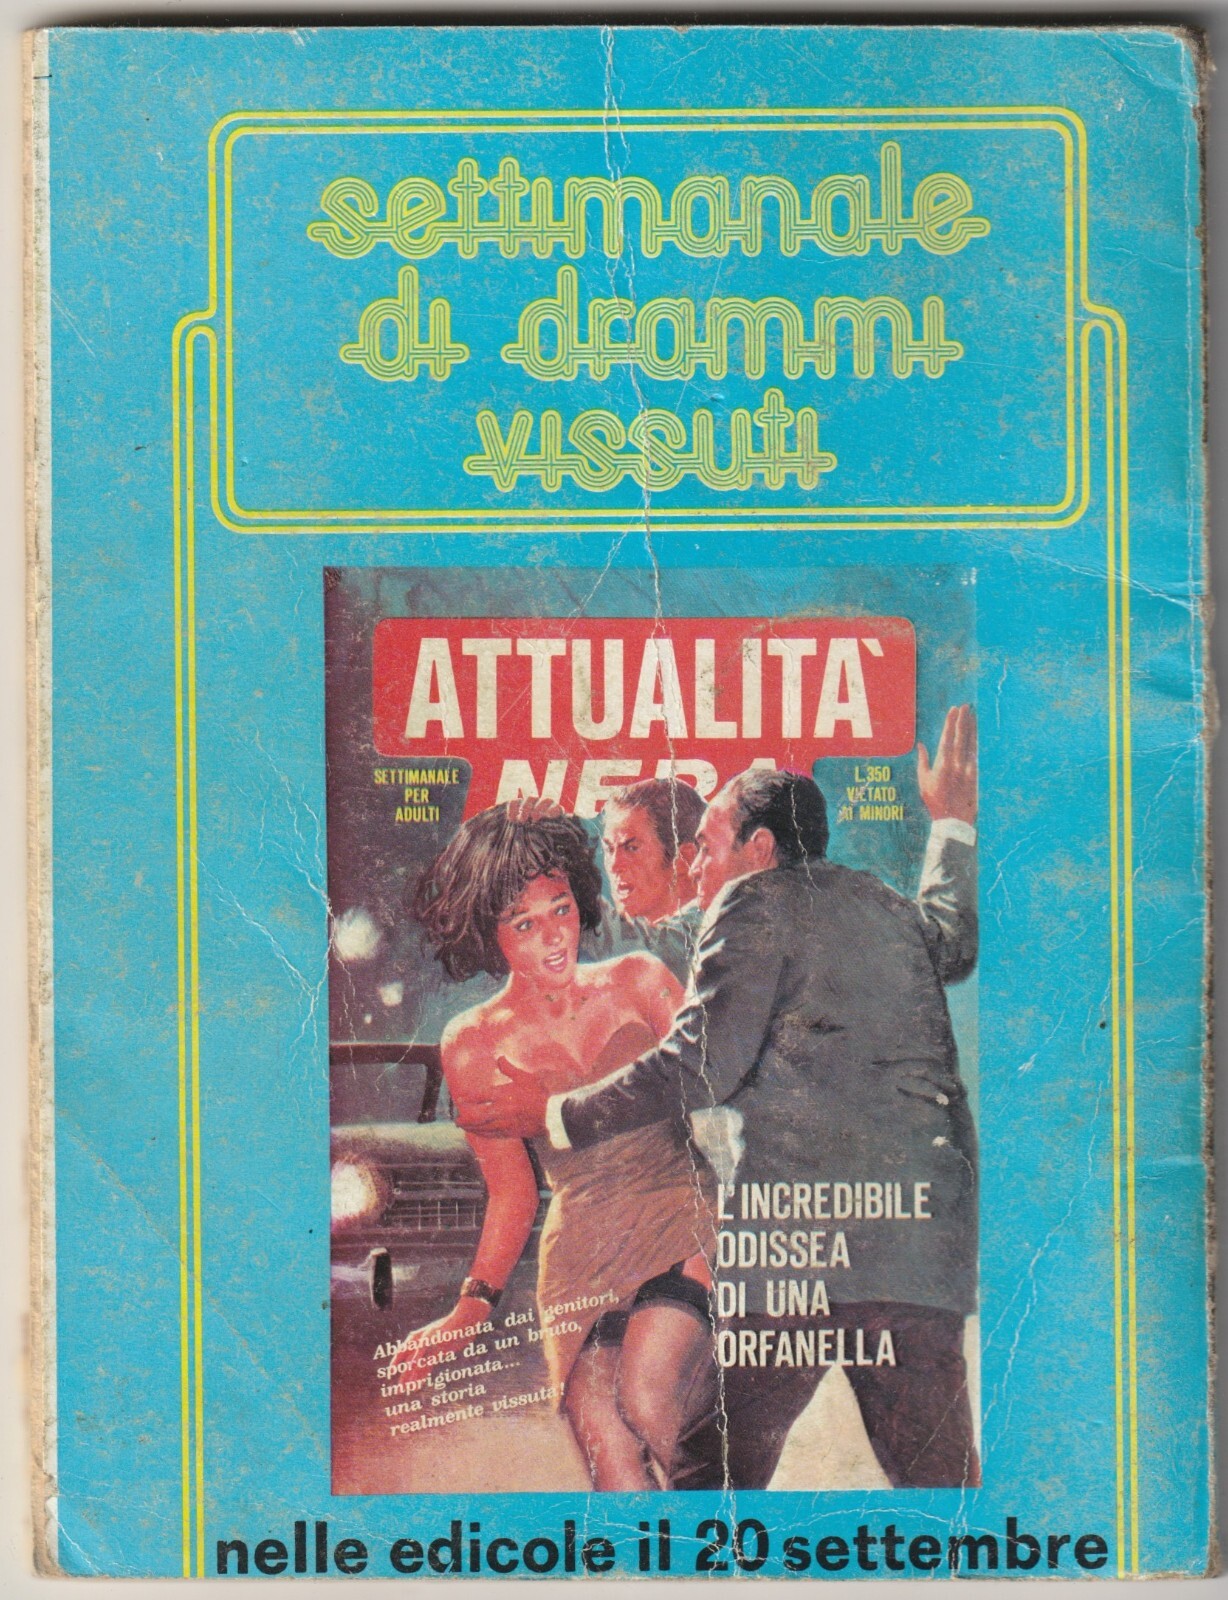 settimanale
di drammi
vissuti
ATTUALITA'
NERA
SETTIMANALE
PER
ADULTI
L.350
VIETATO
AI MINORI
L'INCREDIBILE
ODISSEA
DI UNA
ORFANELLA
Abbandonata dai genitori,
sporcata da un bruto,
imprigionata...
una storia
realmente vissuta!
nelle edicole il 20 settembre